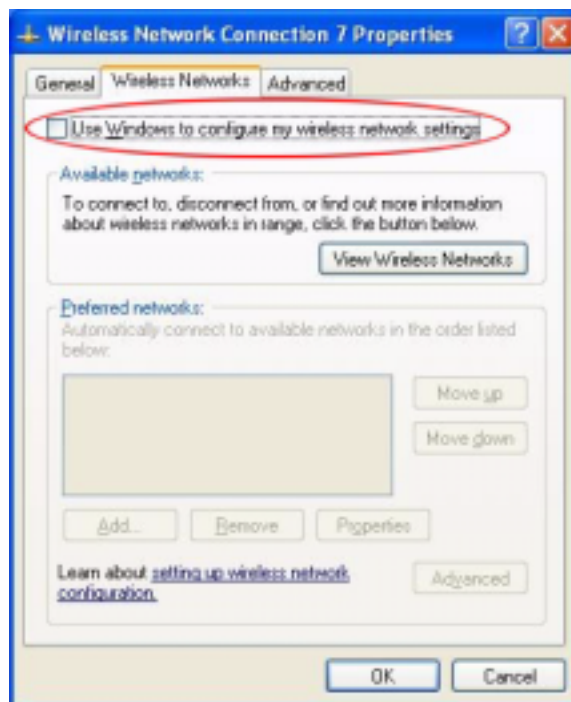 Wireless Network Connection 7 Properties
General
Wireless Networks
Advanced
Use Windows to configure my wireless network settings
Available networks:
To connect to, disconnect from, or find out more information
about wireless networks in range, click the button below.
View Wireless Networks
Preferred networks:
Automatically connect to available networks in the order listed
below:
Move up
Move down
Add...
Remove
Properties
Learn about setting up wireless network
configuration.
Advanced
OK
Cancel